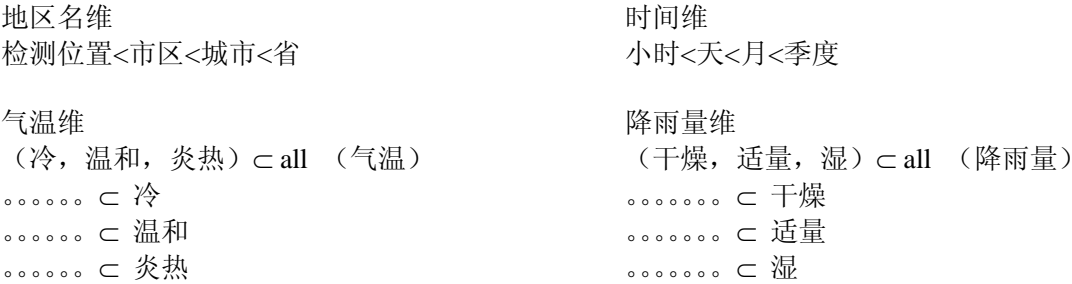 地区名维
检测位置<市区<城市<省
时间维
小时<天<月<季度
气温维
（冷，温和，炎热）⊂ all （气温）
。。。。。。 ⊂ 冷
。。。。。。 ⊂ 温和
。。。。。。 ⊂ 炎热
降雨量维
（干燥，适量，湿）⊂ all （降雨量）
。。。。。。。 ⊂ 干燥
。。。。。。。 ⊂ 适量
。。。。。。。 ⊂ 湿